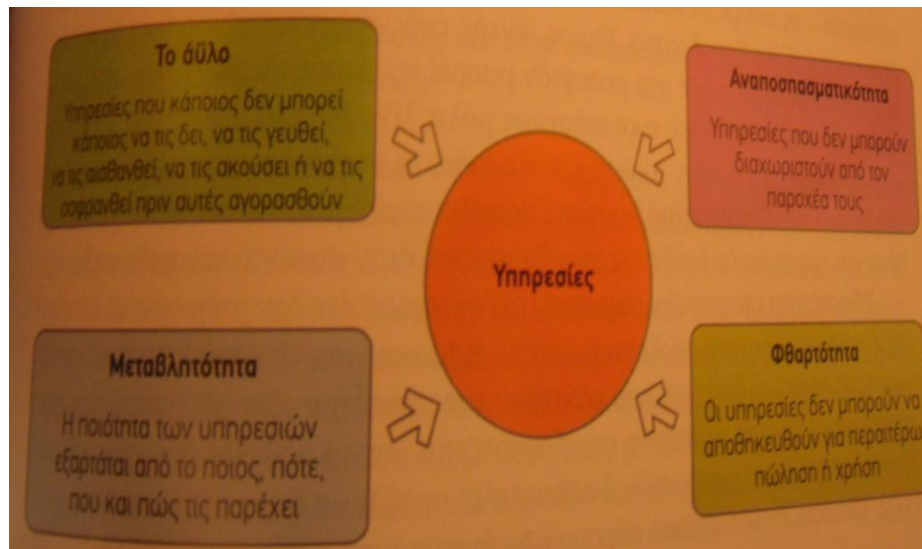 Το άϋλο
Υπηρεσίες που κάποιος δεν μπορεί
κάποιος να τις δει, να τις γευθεί,
να τις αισθανθεί, να τις ακούσει ή να τις
οσφρανθεί πριν αυτές αγορασθούν
Αναποσπασματικότητα
Υπηρεσίες που δεν μπορούν
διαχωριστούν από τον
παροχέα τους
Υπηρεσίες
Μεταβλητότητα
Η ποιότητα των υπηρεσιών
εξαρτάται από το ποιος, πότε,
που και πώς τις παρέχει
Φθαρτότητα
Οι υπηρεσίες δεν μπορούν να
αποθηκευθούν για περαιτέρω
πώληση ή χρήση